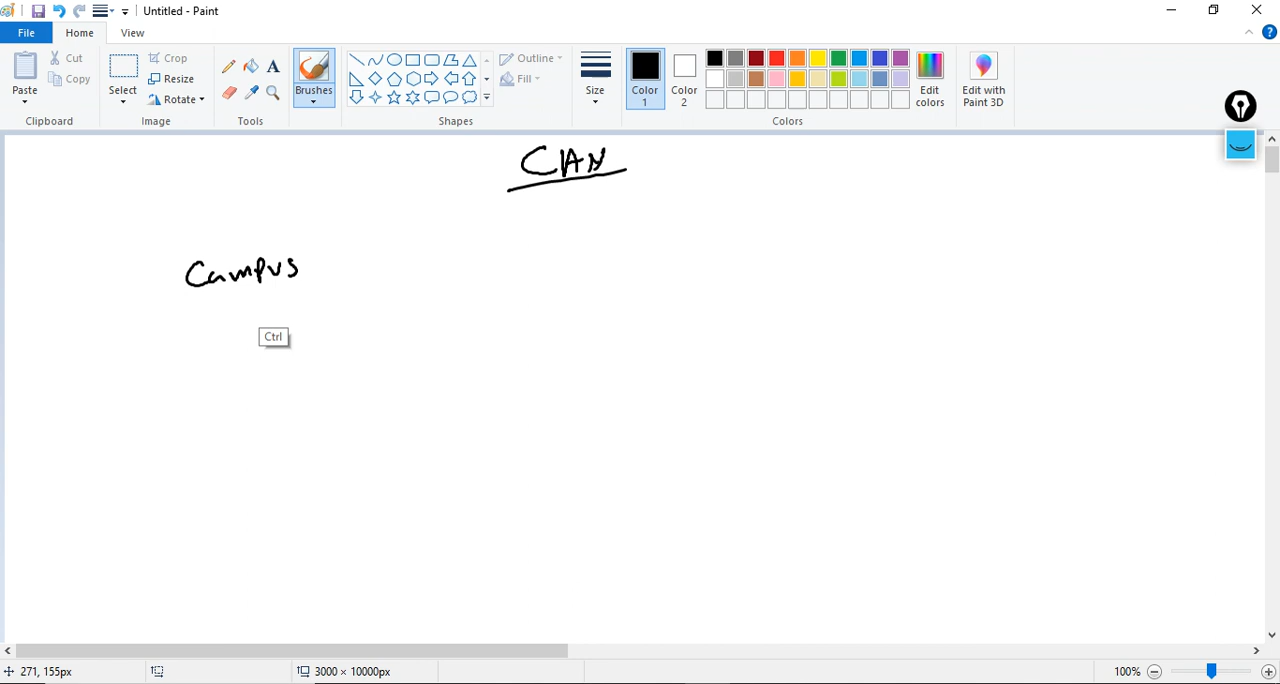 Untitled - Paint
File Home View
Paste
Cut
Copy
Clipboard
Select
Crop
Resize
Rotate
Image
Tools
Brushes
Shapes
Outline
Fill
Size
Color 1
Color 2
Colors
Edit colors
Edit with Paint 3D
CAN
Campus
Ctrl
271, 155px
3000 × 10000px
100%